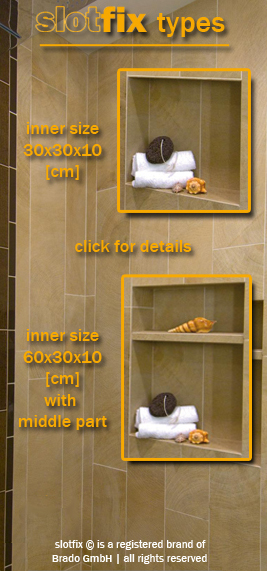 slotfix types
inner size
30x30x10
[cm]
click for details
inner size
60x30x10
[cm]
with
middle part
slotfix © is a registered brand of
Brado GmbH | all rights reserved